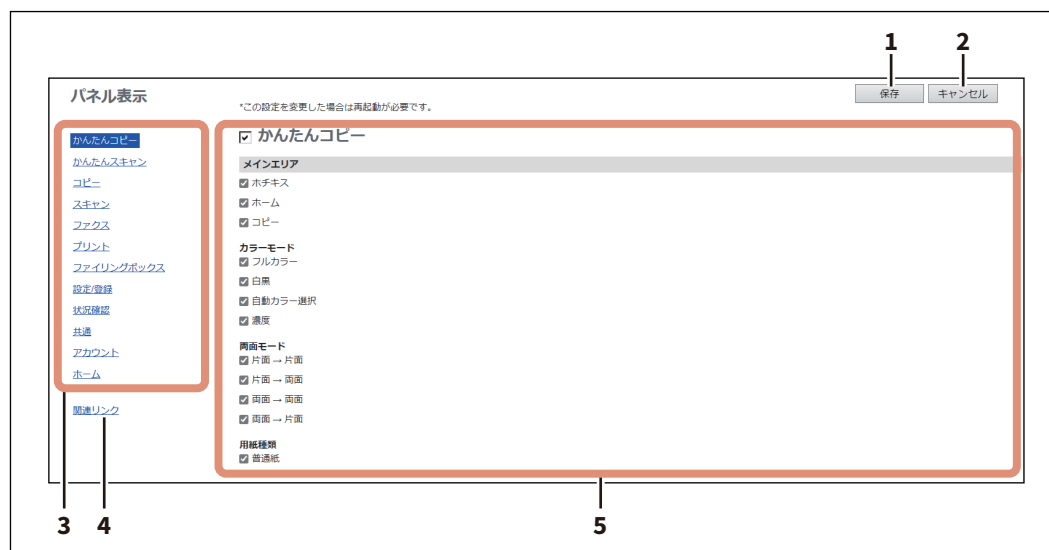 1 2
パネル表示
*この設定を変更した場合は再起動が必要です。
保存 キャンセル
かんたんコピー
かんたんスキャン
コピー
スキャン
ファクス
プリント
ファイリングボックス
設定/登録
状況確認
共通
アカウント
ホーム
関連リンク
かんたんコピー
メインエリア
ホチキス
ホーム
コピー
カラーモード
フルカラー
白黒
自動カラー選択
濃度
両面モード
片面 → 片面
片面 → 両面
両面 → 両面
両面 → 片面
用紙種類
普通紙
3 4 5